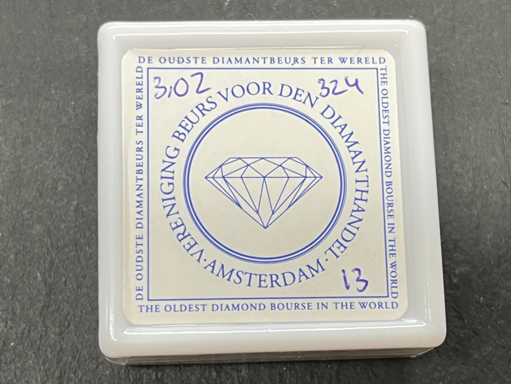 DE OUDSTE DIAMANTBEURS TER WERELD
3,02
324
VERENIGING BEURS VOOR DEN DIAMANTHANDEL · AMSTERDAM ·
13
DE OUDSTE DIAMANTBEURS TER WERELD
THE OLDEST DIAMOND BOURSE IN THE WORLD
THE OLDEST DIAMOND BOURSE IN THE WORLD